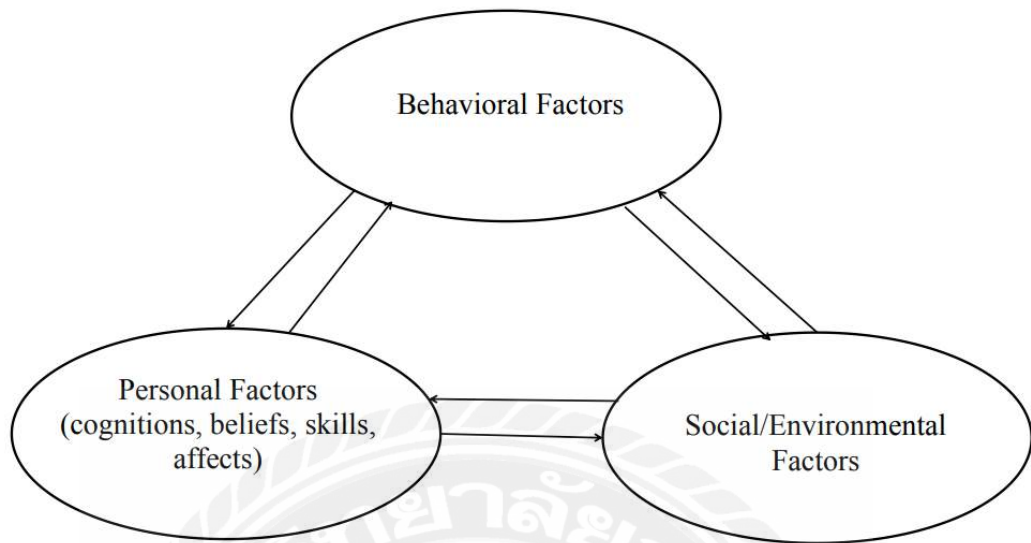 Behavioral Factors
Personal Factors
(cognitions, beliefs, skills,
affects)
Social/Environmental
Factors